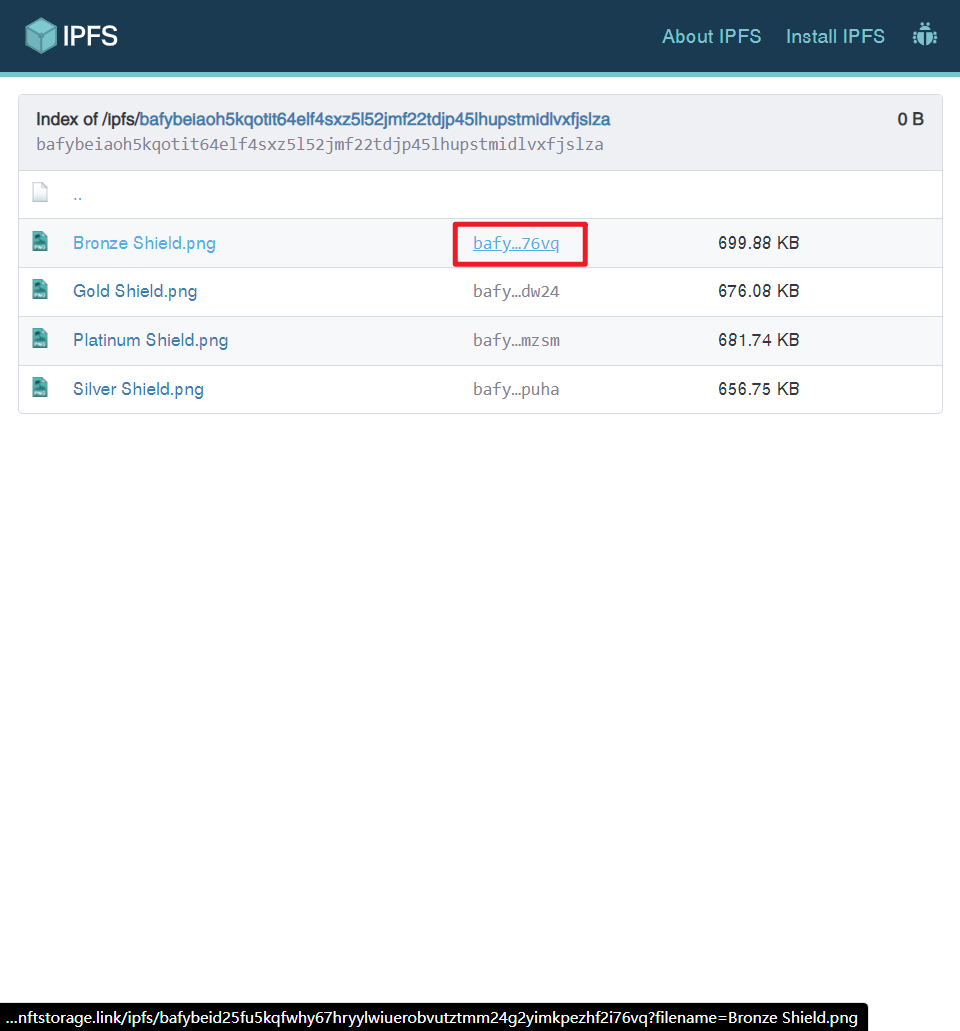 IPFS
About IPFS Install IPFS
Index of /ipfs/bafybeiaoh5kqotit64elf4sxz5l52jmf22tdjp45lhupstmidlvxfjslza 0 B
bafybeiaoh5kqotit64elf4sxz5l52jmf22tdjp45lhupstmidlvxfjslza
..
Bronze Shield.png bafy…76vq 699.88 KB
Gold Shield.png bafy…dw24 676.08 KB
Platinum Shield.png bafy…mzsm 681.74 KB
Silver Shield.png bafy…puha 656.75 KB
...nftstorage.link/ipfs/bafybeid25fu5kqfwhy67hryylwiuerobvutztmm24g2yimkpezhf2i76vq?filename=Bronze Shield.png